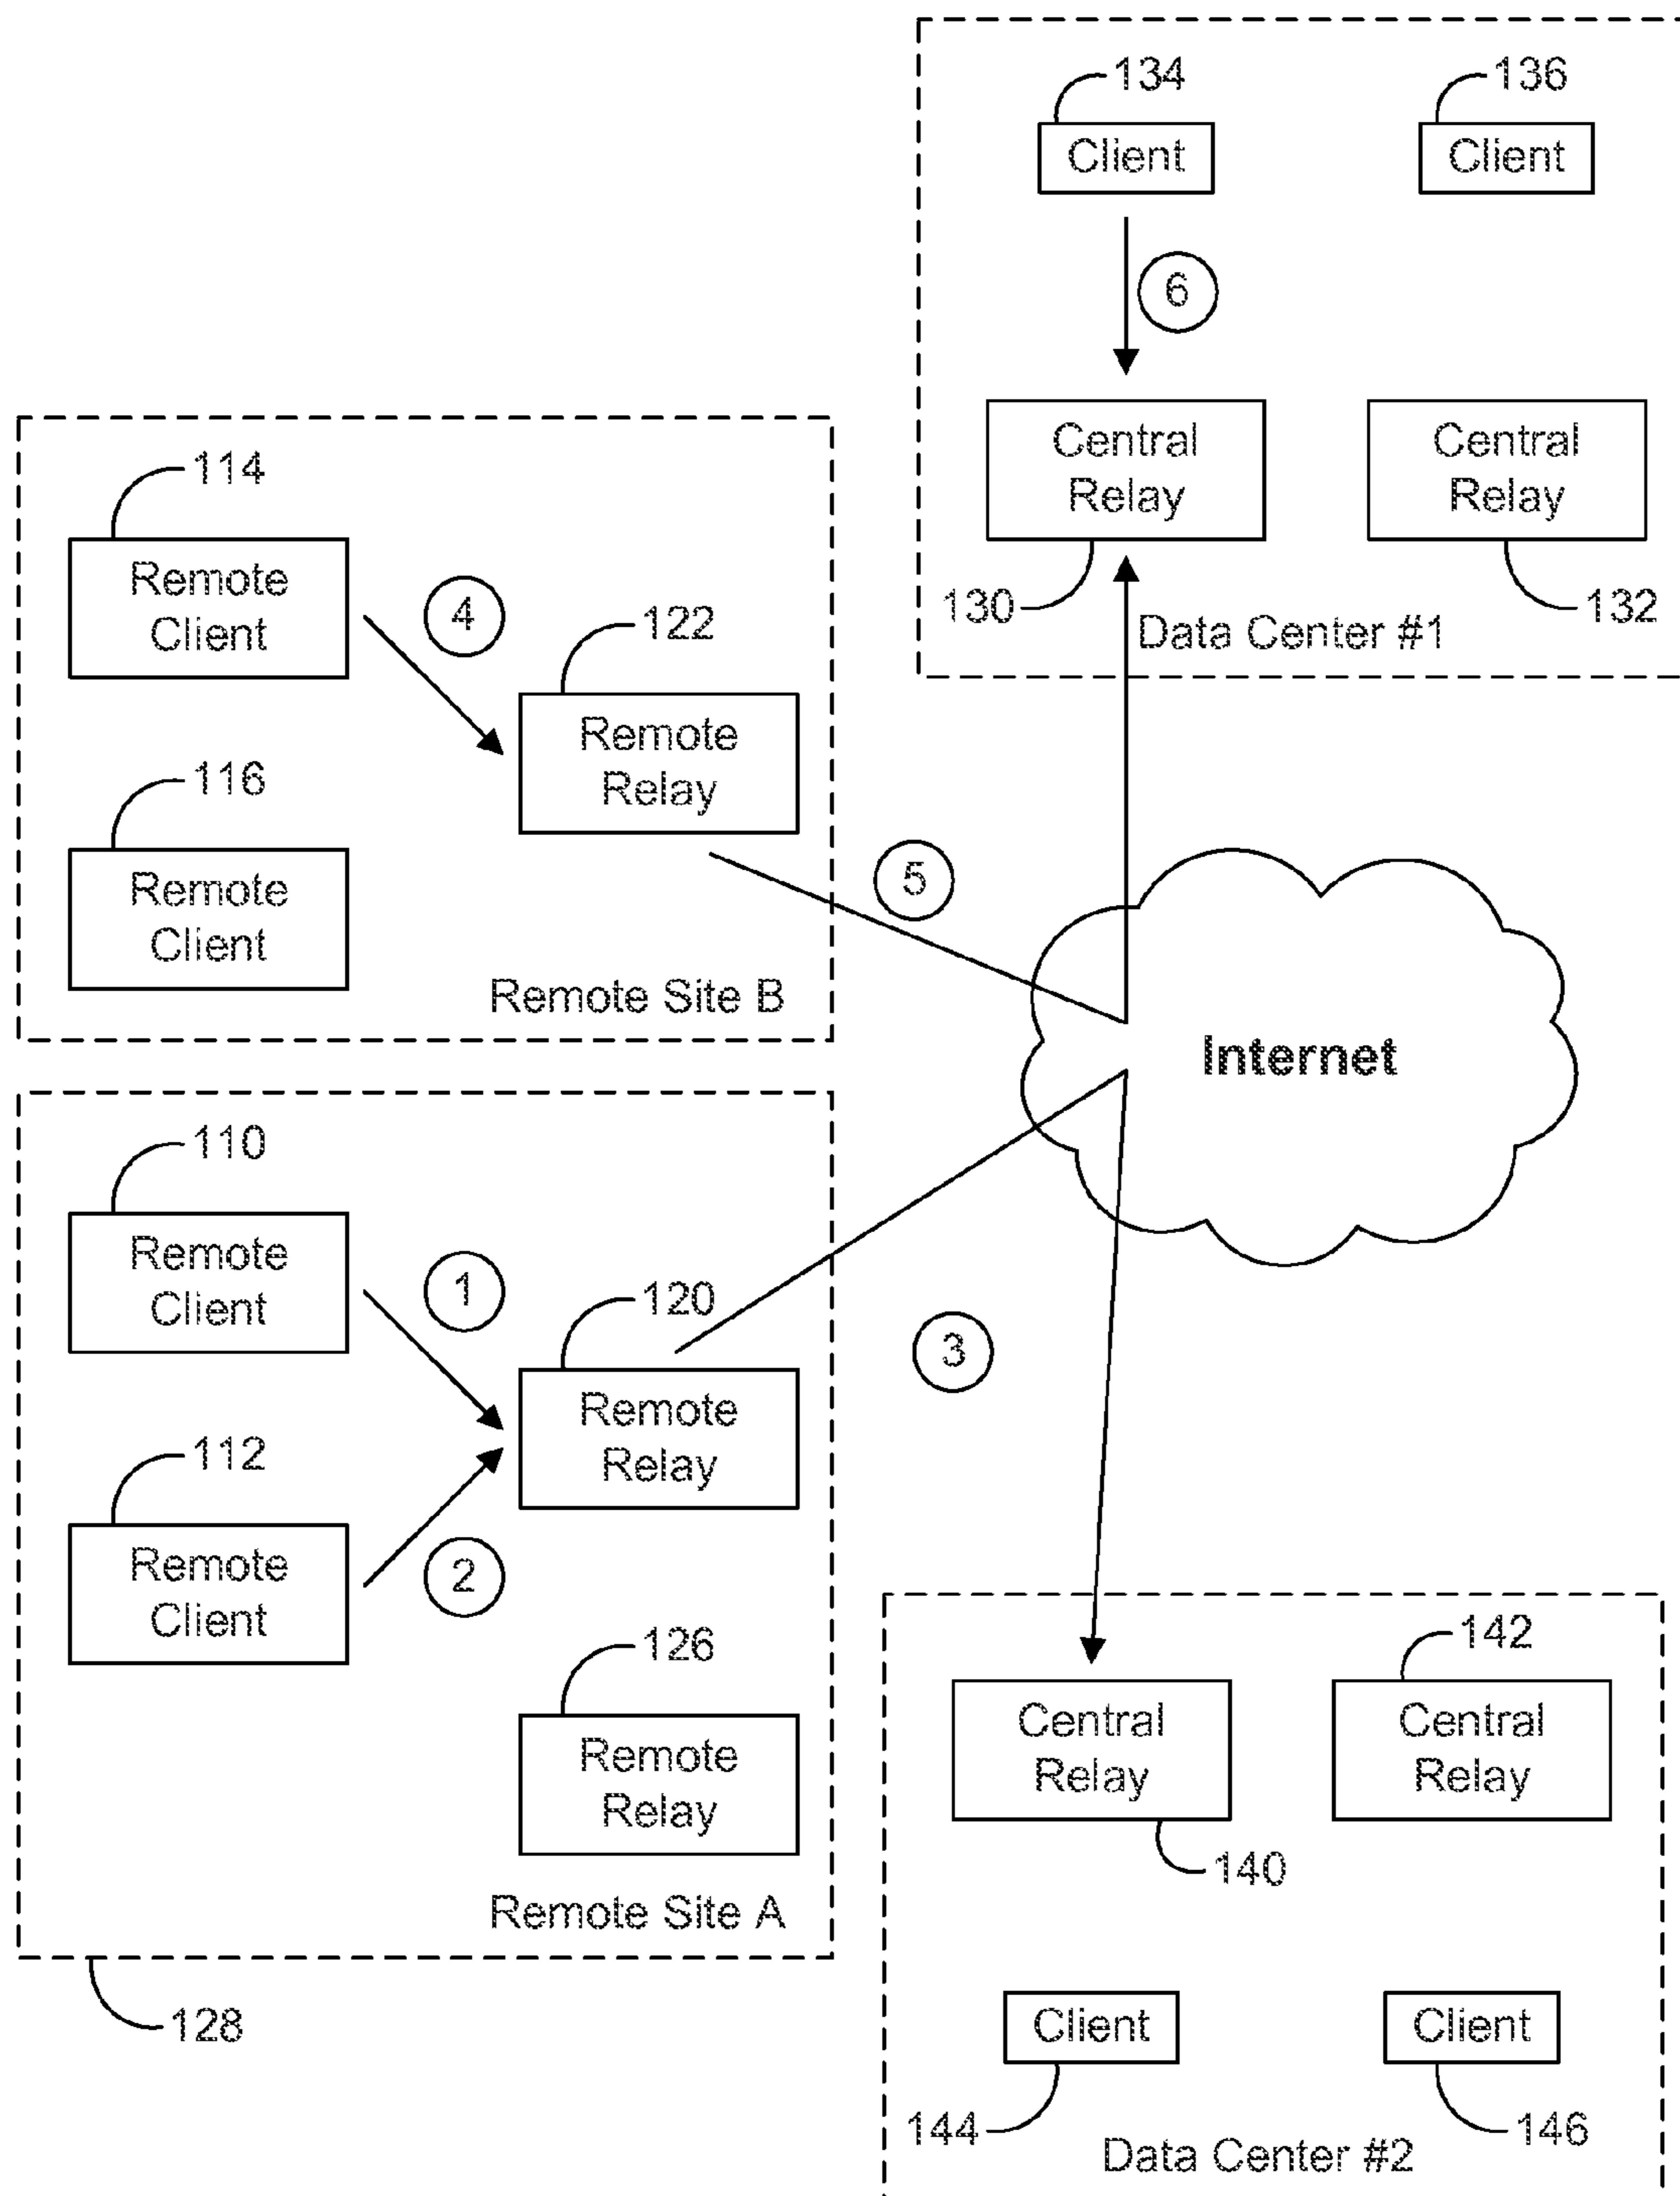 134
136
Client
Client
6
Central
Relay
Central
Relay
130
132
Data Center #1
114
Remote
Client
4
122
Remote
Relay
116
Remote
Client
5
Remote Site B
Internet
110
Remote
Client
1
120
Remote
Relay
3
112
Remote
Client
2
126
Remote
Relay
Remote Site A
128
142
Central
Relay
Central
Relay
140
Client
Client
144
146
Data Center #2